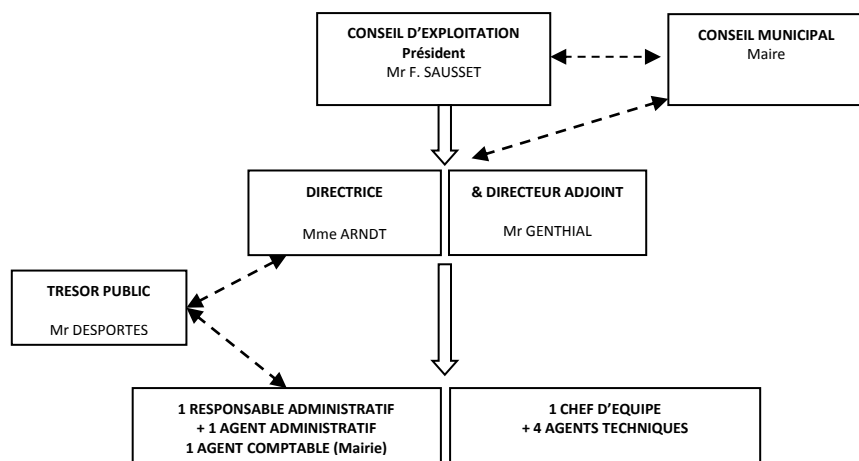 CONSEIL D’EXPLOITATION
Président
Mr F. SAUSSET
CONSEIL MUNICIPAL
Maire
DIRECTRICE
Mme ARNDT
& DIRECTEUR ADJOINT
Mr GENTHIAL
TRESOR PUBLIC
Mr DESPORTES
1 RESPONSABLE ADMINISTRATIF
+ 1 AGENT ADMINISTRATIF
1 AGENT COMPTABLE (Mairie)
1 CHEF D’EQUIPE
+ 4 AGENTS TECHNIQUES